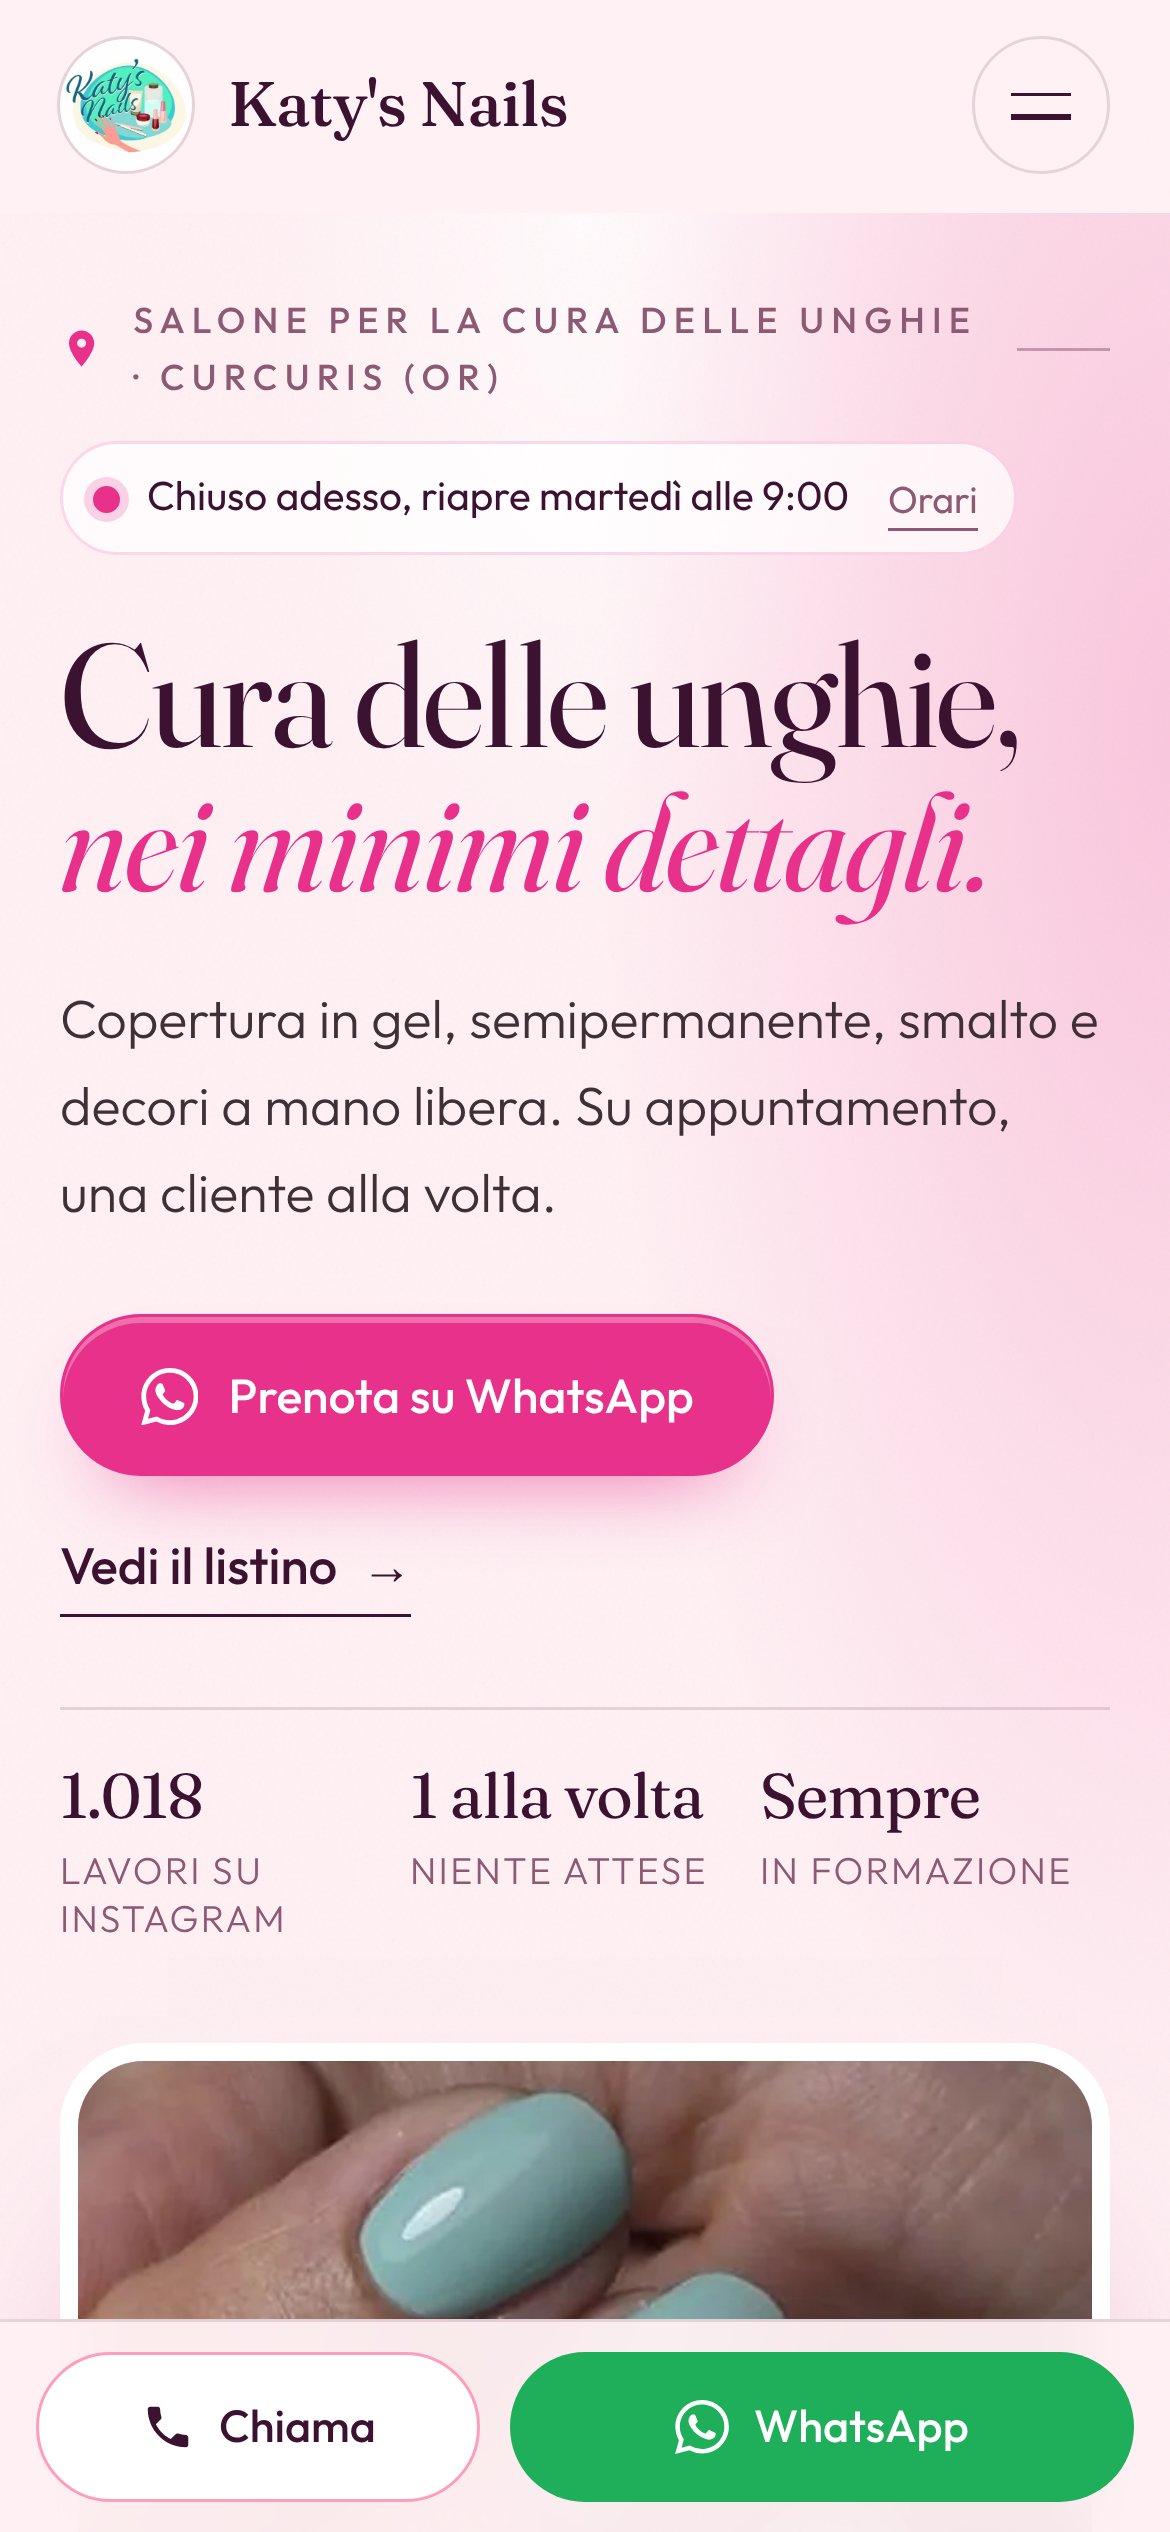 Katy's Nails
Katy's Nails
SALONE PER LA CURA DELLE UNGHIE
· CURCURIS (OR)
Chiuso adesso, riapre martedì alle 9:00 Orari
Cura delle unghie,
nei minimi dettagli.
Copertura in gel, semipermanente, smalto e
decori a mano libera. Su appuntamento,
una cliente alla volta.
Prenota su WhatsApp
Vedi il listino →
1.018 1 alla volta Sempre
LAVORI SU NIENTE ATTESE IN FORMAZIONE
INSTAGRAM
Chiama WhatsApp